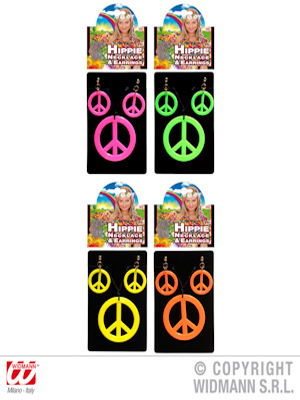 HIPPIE
NECKLACE
& EARRINGS
HIPPIE
NECKLACE
& EARRINGS
HIPPIE
NECKLACE
& EARRINGS
HIPPIE
NECKLACE
& EARRINGS
WIDMANN
W
Milano - Italy
© COPYRIGHT
WIDMANN S.R.L.